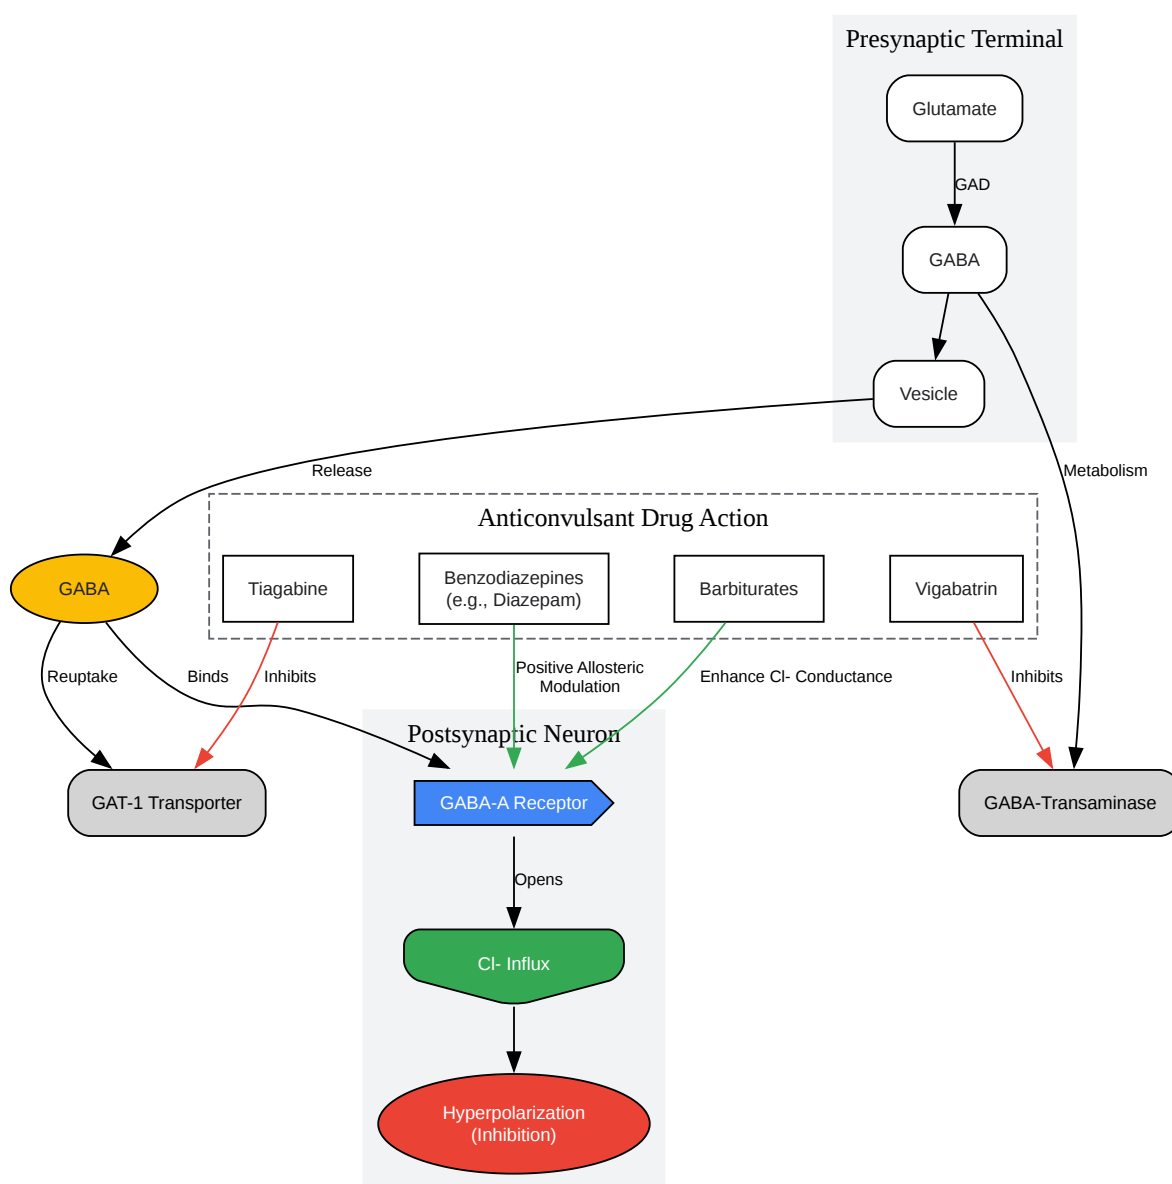 Presynaptic Terminal
Glutamate
GAD
GABA
Vesicle
Release
Metabolism
Anticonvulsant Drug Action
GABA
Tiagabine
Benzodiazepines
(e.g., Diazepam)
Barbiturates
Vigabatrin
Reuptake
Binds
Inhibits
Positive Allosteric
Modulation
Enhance Cl- Conductance
Inhibits
Postsynaptic Neuron
GAT-1 Transporter
GABA-A Receptor
GABA-Transaminase
Opens
Cl- Influx
Hyperpolarization
(Inhibition)